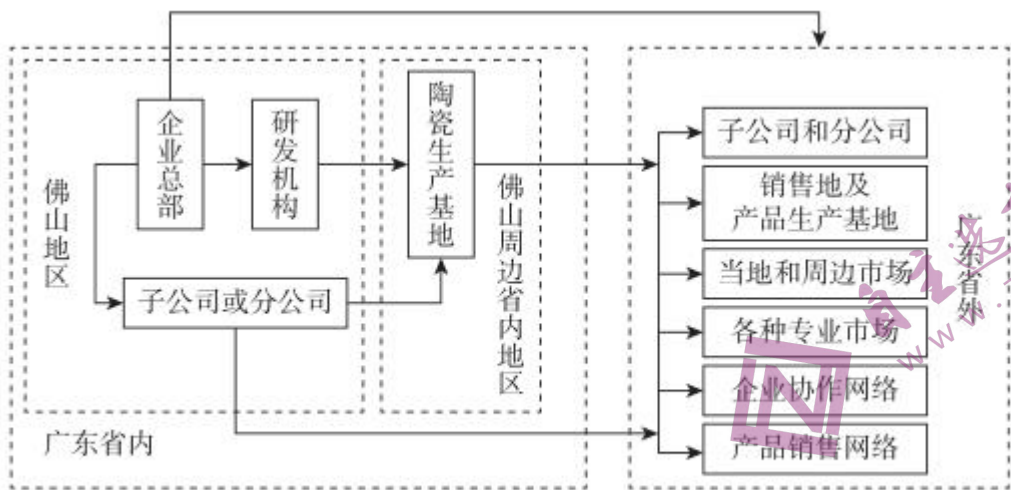 企业总部
研发机构
陶瓷生产基地
佛山地区
佛山周边省内地区
子公司或分公司
广东省内
子公司和分公司
销售地及
产品生产基地
当地和周边市场
各种专业市场
企业协作网络
产品销售网络
广东省外